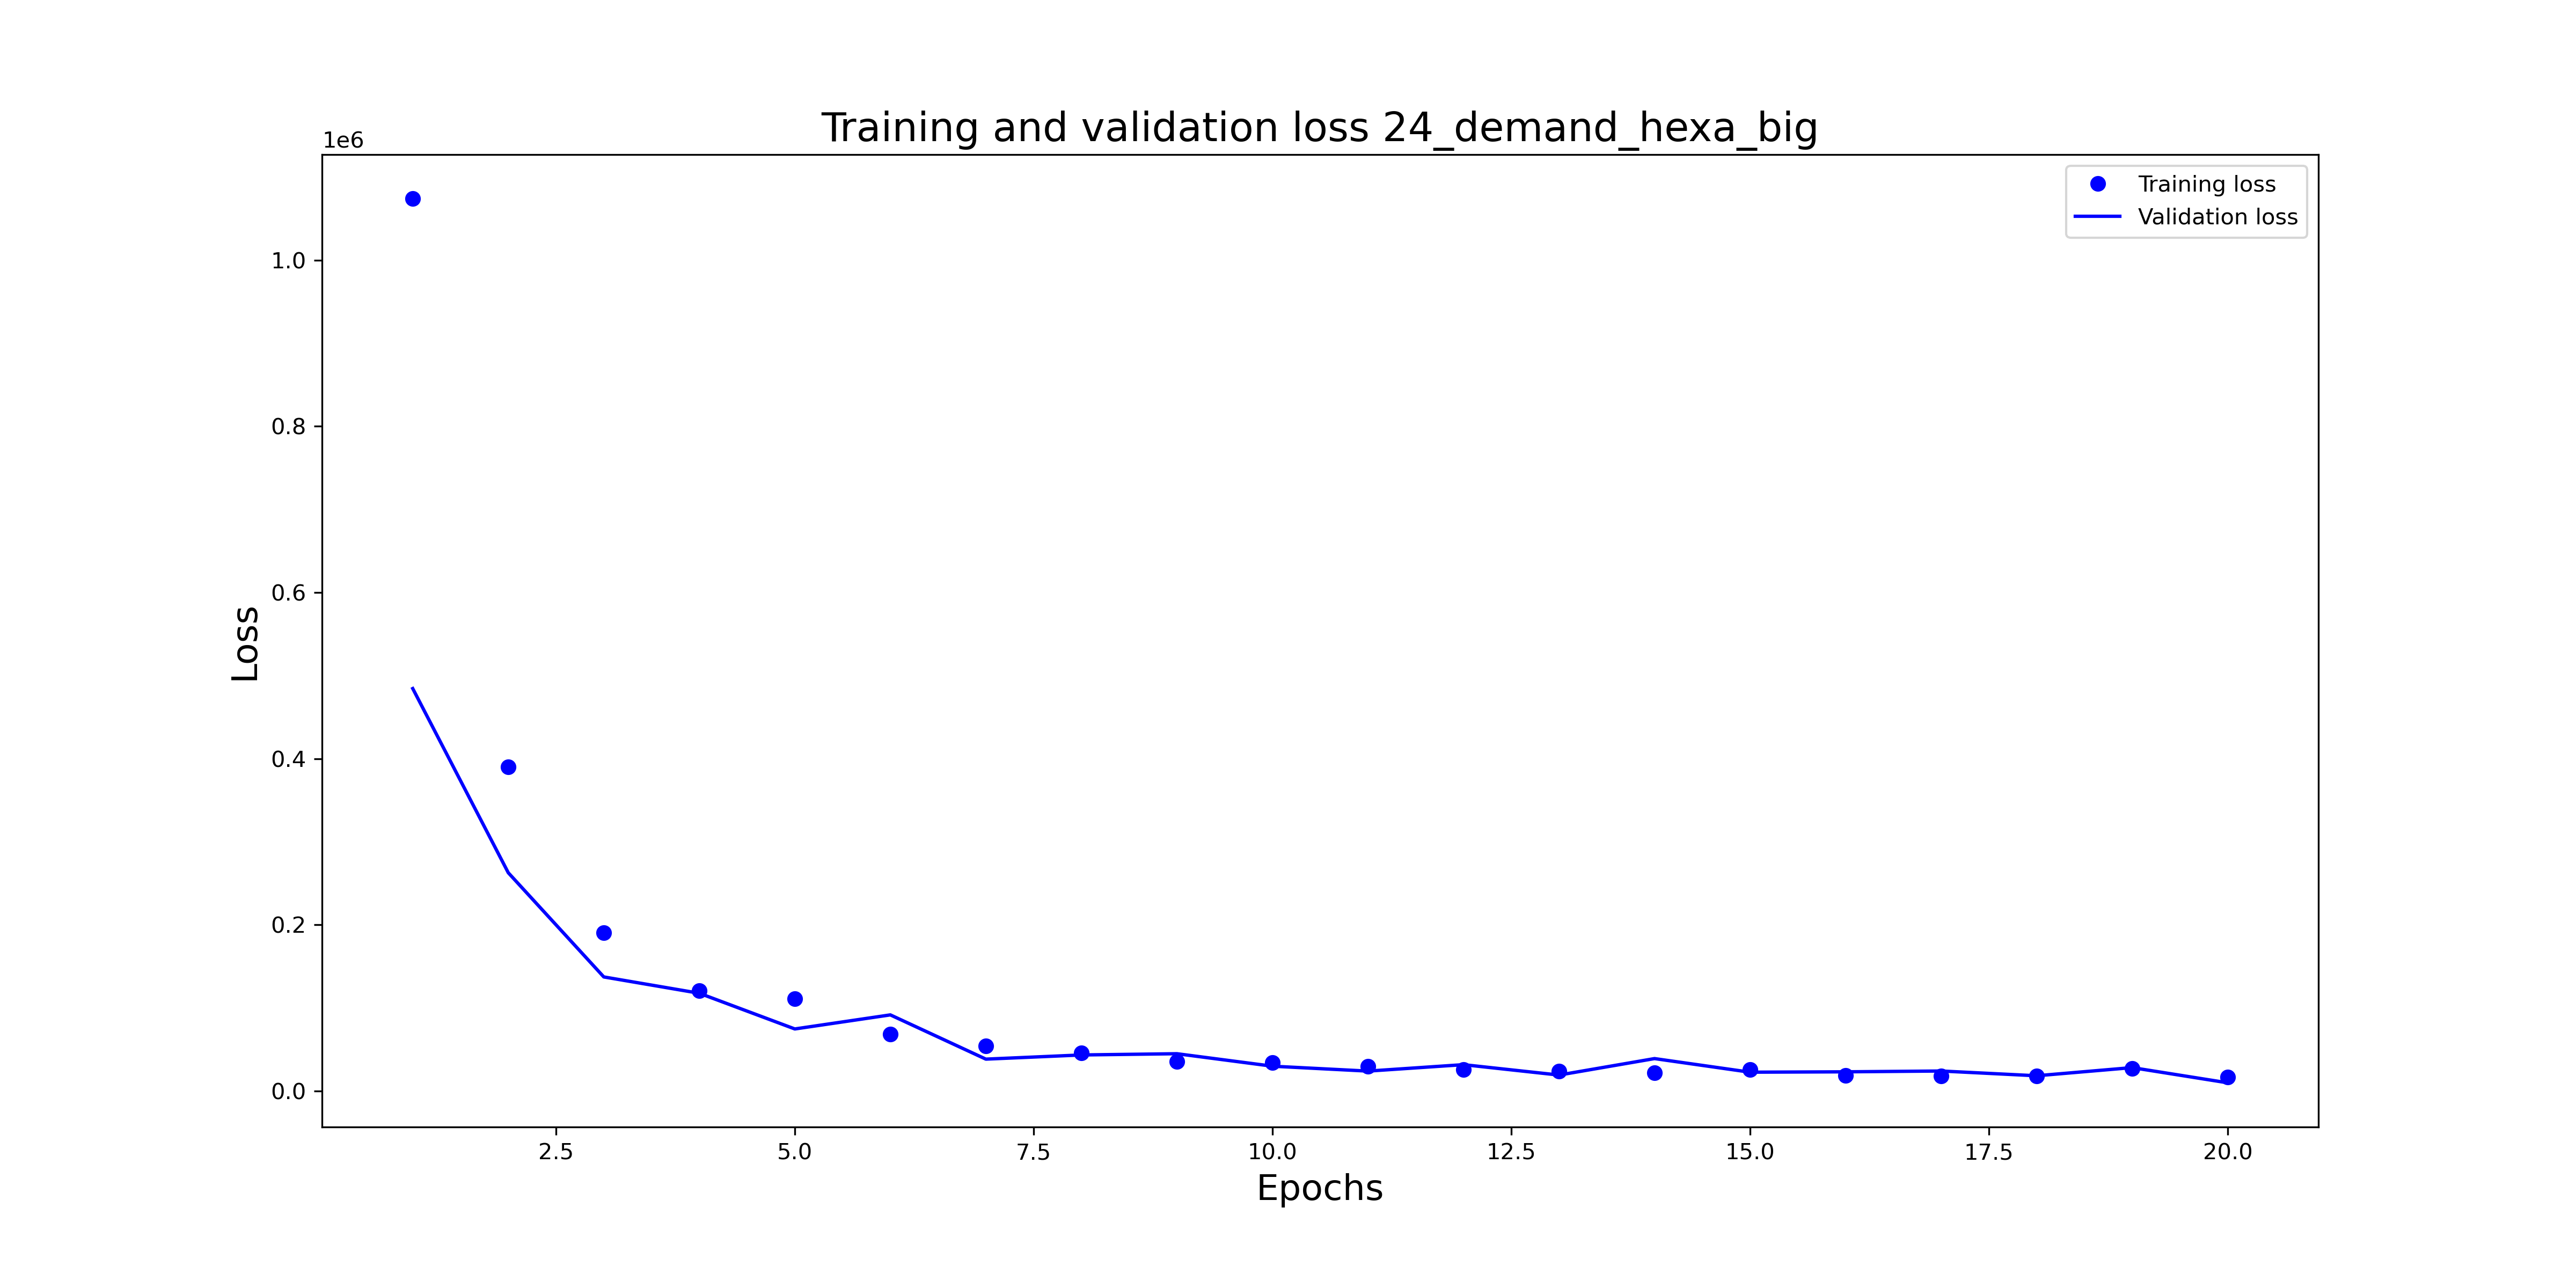 Training and validation loss 24_demand_hexa_big
1e6
Training loss
Validation loss
1.0
0.8
0.6
0.4
0.2
0.0
Loss
2.5 5.0 7.5 10.0 12.5 15.0 17.5 20.0
Epochs